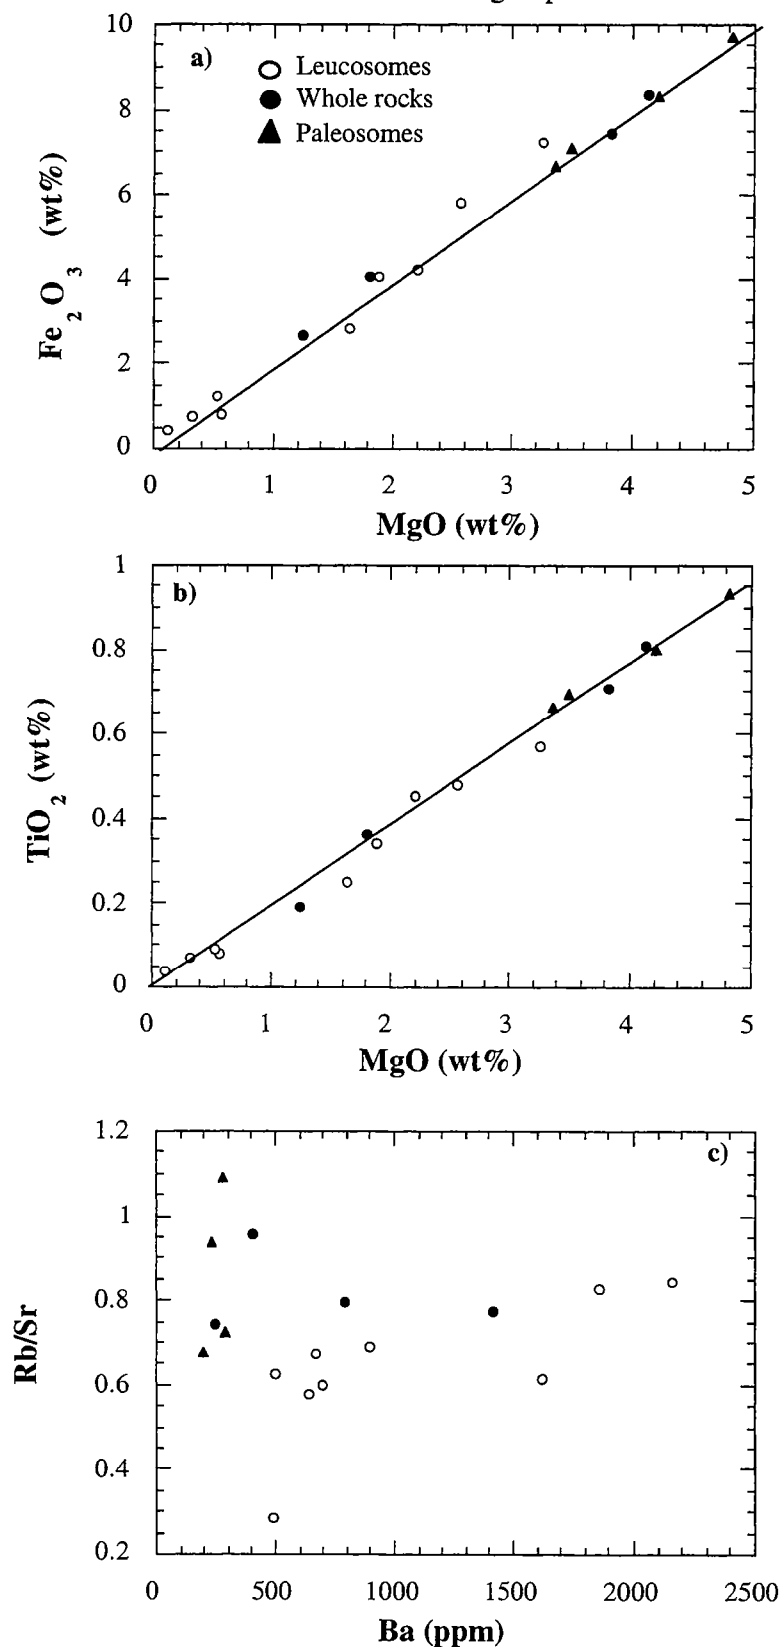 a)
Leucosomes
Whole rocks
Paleosomes
10
8
6
4
2
0
Fe2O3 (wt%)
0 1 2 3 4 5
MgO (wt%)
b)
1
0.8
0.6
0.4
0.2
0
TiO2 (wt%)
0 1 2 3 4 5
MgO (wt%)
c)
1.2
1
0.8
0.6
0.4
0.2
Rb/Sr
0 500 1000 1500 2000 2500
Ba (ppm)